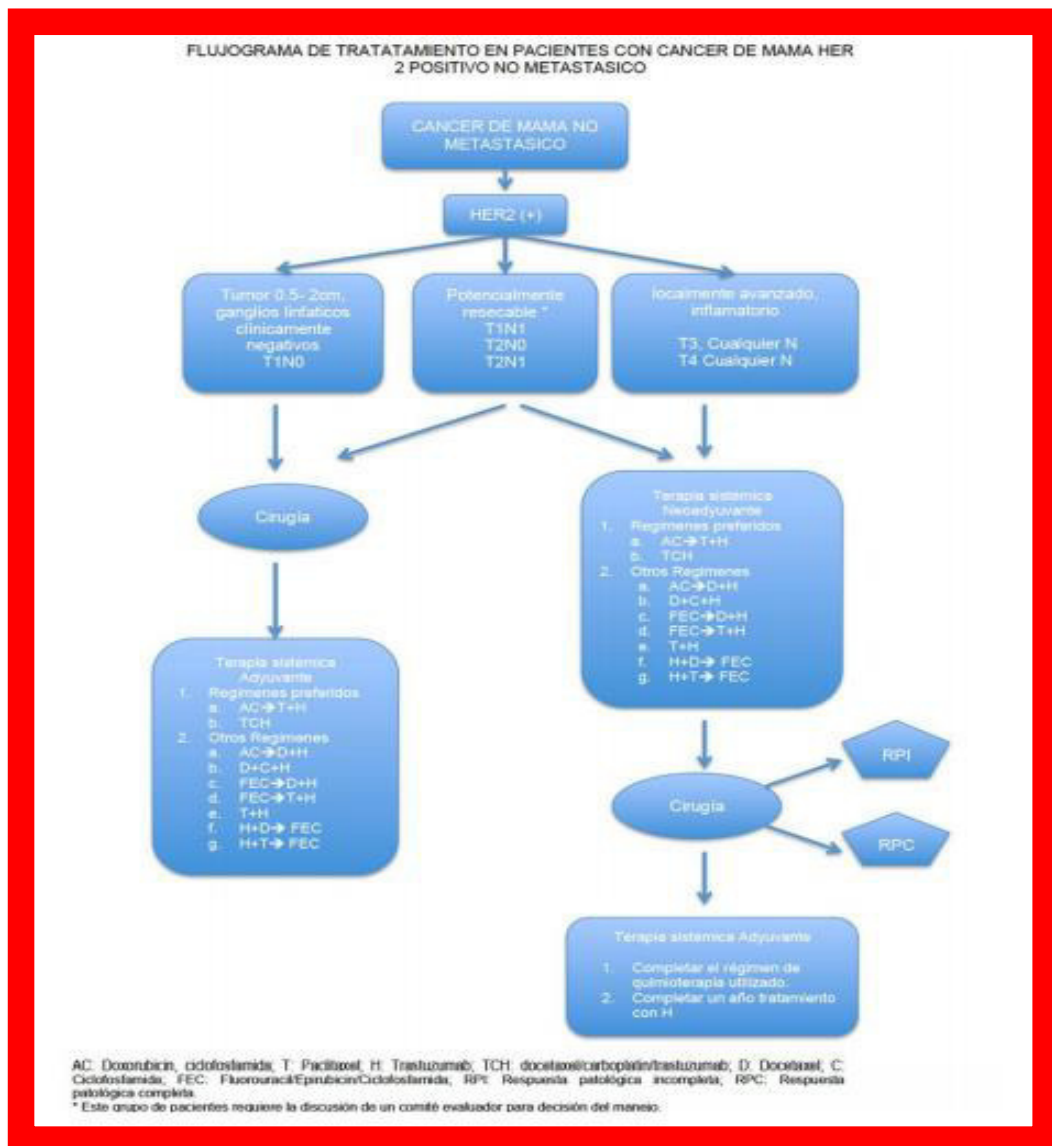 FLUJOGRAMA DE TRATATAMIENTO EN PACIENTES CON CANCER DE MAMA HER
2 POSITIVO NO METASTASICO
CANCER DE MAMA NO
METASTASICO
HER2 (+)
Tumor 0.5- 2cm,
ganglios linfaticos
clínicamente
negativos
T1N0
Potencialmente
resecable *
T1N1
T2N0
T2N1
localmente avanzado,
inflamatorio
T3, Cualquier N
T4 Cualquier N
Cirugía
Terapia sistémica
Adyuvante
1. Regimenes preferidos
a. AC➔T+H
b. TCH
2. Otros Regimenes
a. AC➔D+H
b. D+C+H
c. FEC➔D+H
d. FEC➔T+H
e. T+H
f. H+D➔ FEC
g. H+T➔ FEC
Terapia sistémica
Neoadyuvante
1. Regimenes preferidos
a. AC➔T+H
b. TCH
2. Otros Regimenes
a. AC➔D+H
b. D+C+H
c. FEC➔D+H
d. FEC➔T+H
e. T+H
f. H+D➔ FEC
g. H+T➔ FEC
Cirugía
RPI
RPC
Terapia sistémica Adyuvante
1. Completar el régimen de
quimioterapia utilizado.
2. Completar un año tratamiento
con H
AC: Doxorubicin, ciclofosfamida; T: Paclitaxel; H: Trastuzumab; TCH: docetaxel/carboplatin/trastuzumab; D: Docetaxel; C:
Ciclofosfamida; FEC: Fluorouracil/Epirubicin/Ciclofosfamida; RPI: Respuesta patológica incompleta; RPC: Respuesta
patológica completa.
* Este grupo de pacientes requiere la discusión de un comité evaluador para decisión del manejo.